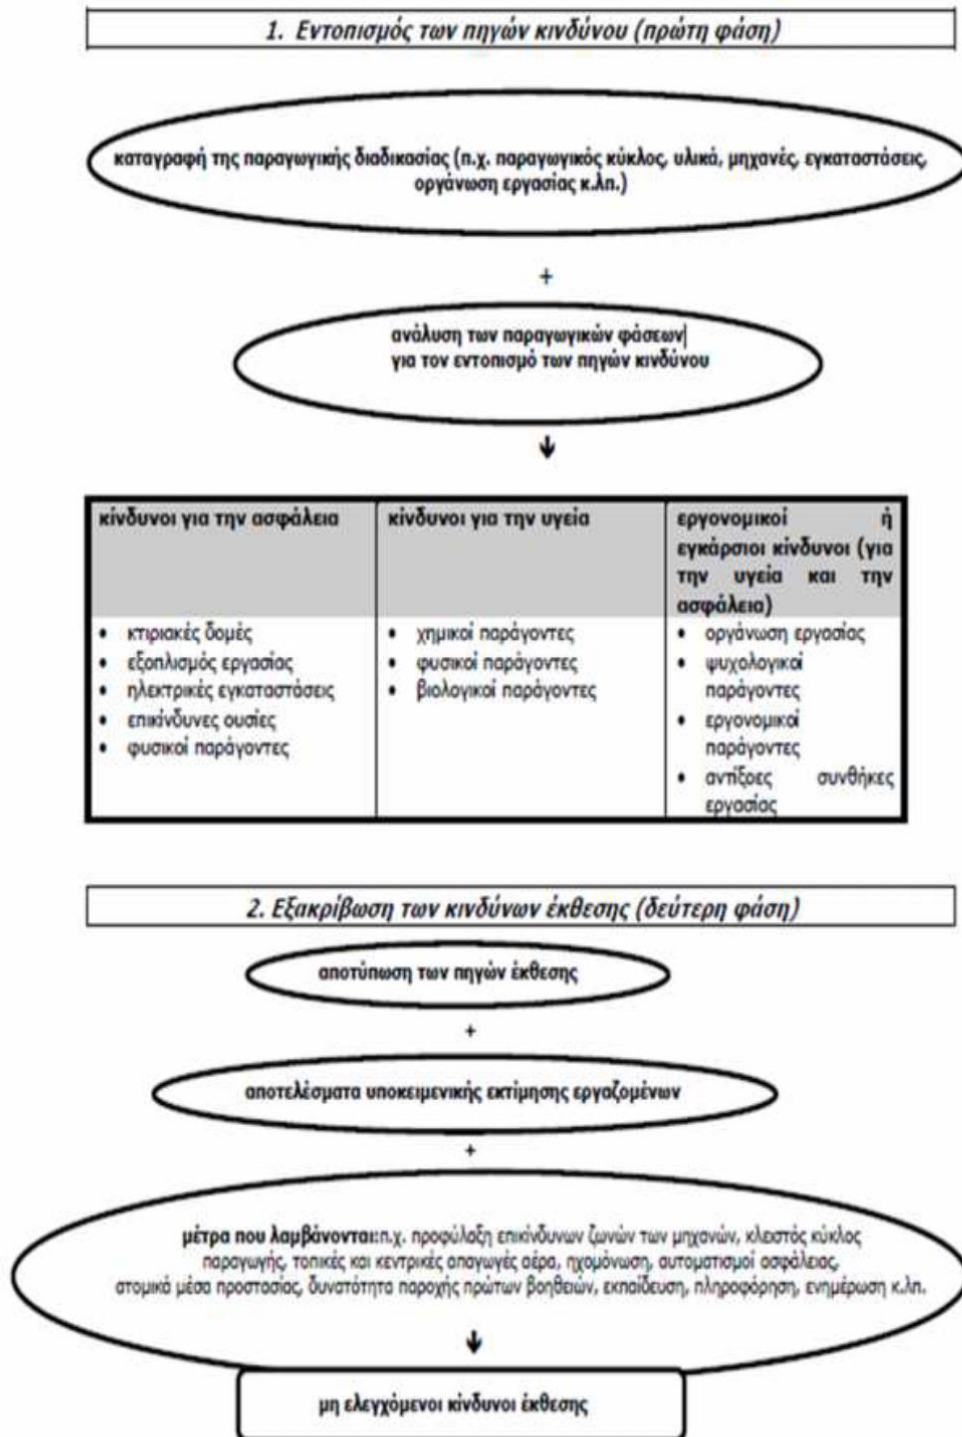 1. Εντοπισμός των πηγών κινδύνου (πρώτη φάση)
καταγραφή της παραγωγικής διαδικασίας (π.χ. παραγωγικός κύκλος, υλικά, μηχανές, εγκαταστάσεις,
οργάνωση εργασίας κ.λπ.)
+
ανάλυση των παραγωγικών φάσεων
για τον εντοπισμό των πηγών κινδύνου
κίνδυνοι για την ασφάλεια
κίνδυνοι για την υγεία
εργονομικοί ή
εγκάρσιοι κίνδυνοι (για
την υγεία και την
ασφάλεια)
• κτιριακές δομές
• εξοπλισμός εργασίας
• ηλεκτρικές εγκαταστάσεις
• επικίνδυνες ουσίες
• φυσικοί παράγοντες
• χημικοί παράγοντες
• φυσικοί παράγοντες
• βιολογικοί παράγοντες
• οργάνωση εργασίας
• ψυχολογικοί
παράγοντες
• εργονομικοί
παράγοντες
• αντίξοες συνθήκες
εργασίας
2. Εξακρίβωση των κινδύνων έκθεσης (δεύτερη φάση)
αποτύπωση των πηγών έκθεσης
+
αποτελέσματα υποκειμενικής εκτίμησης εργαζομένων
+
μέτρα που λαμβάνονται:π.χ. προφύλαξη επικίνδυνων ζωνών των μηχανών, κλειστός κύκλος
παραγωγής, τοπικές και κεντρικές απαγωγές αέρα, ηχομόνωση, αυτοματισμοί ασφάλειας,
ατομικά μέσα προστασίας, δυνατότητα παροχής πρώτων βοηθειών, εκπαίδευση, πληροφόρηση, ενημέρωση κ.λπ.
μη ελεγχόμενοι κίνδυνοι έκθεσης